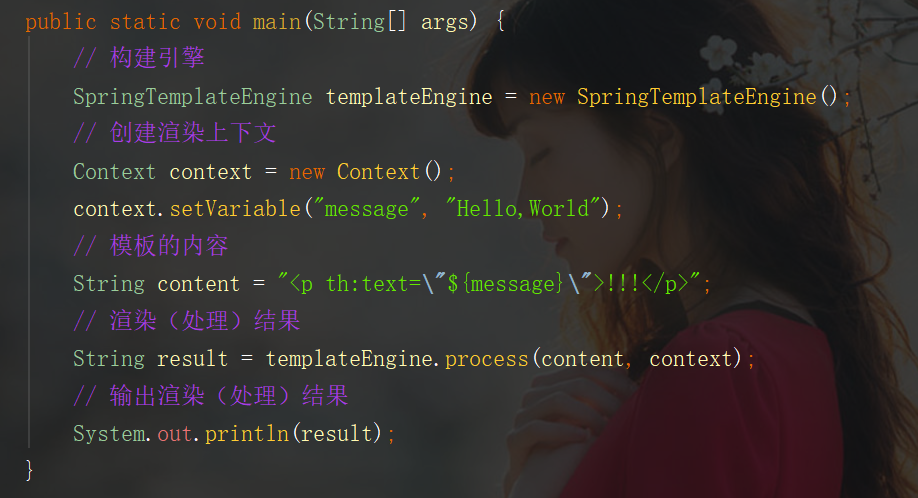 public static void main(String[] args) {
// 构建引擎
SpringTemplateEngine templateEngine = new SpringTemplateEngine();
// 创建渲染上下文
Context context = new Context();
context.setVariable("message", "Hello,World");
// 模板的内容
String content = "<p th:text=\"${message}\">!!!</p>";
// 渲染（处理）结果
String result = templateEngine.process(content, context);
// 输出渲染（处理）结果
System.out.println(result);
}